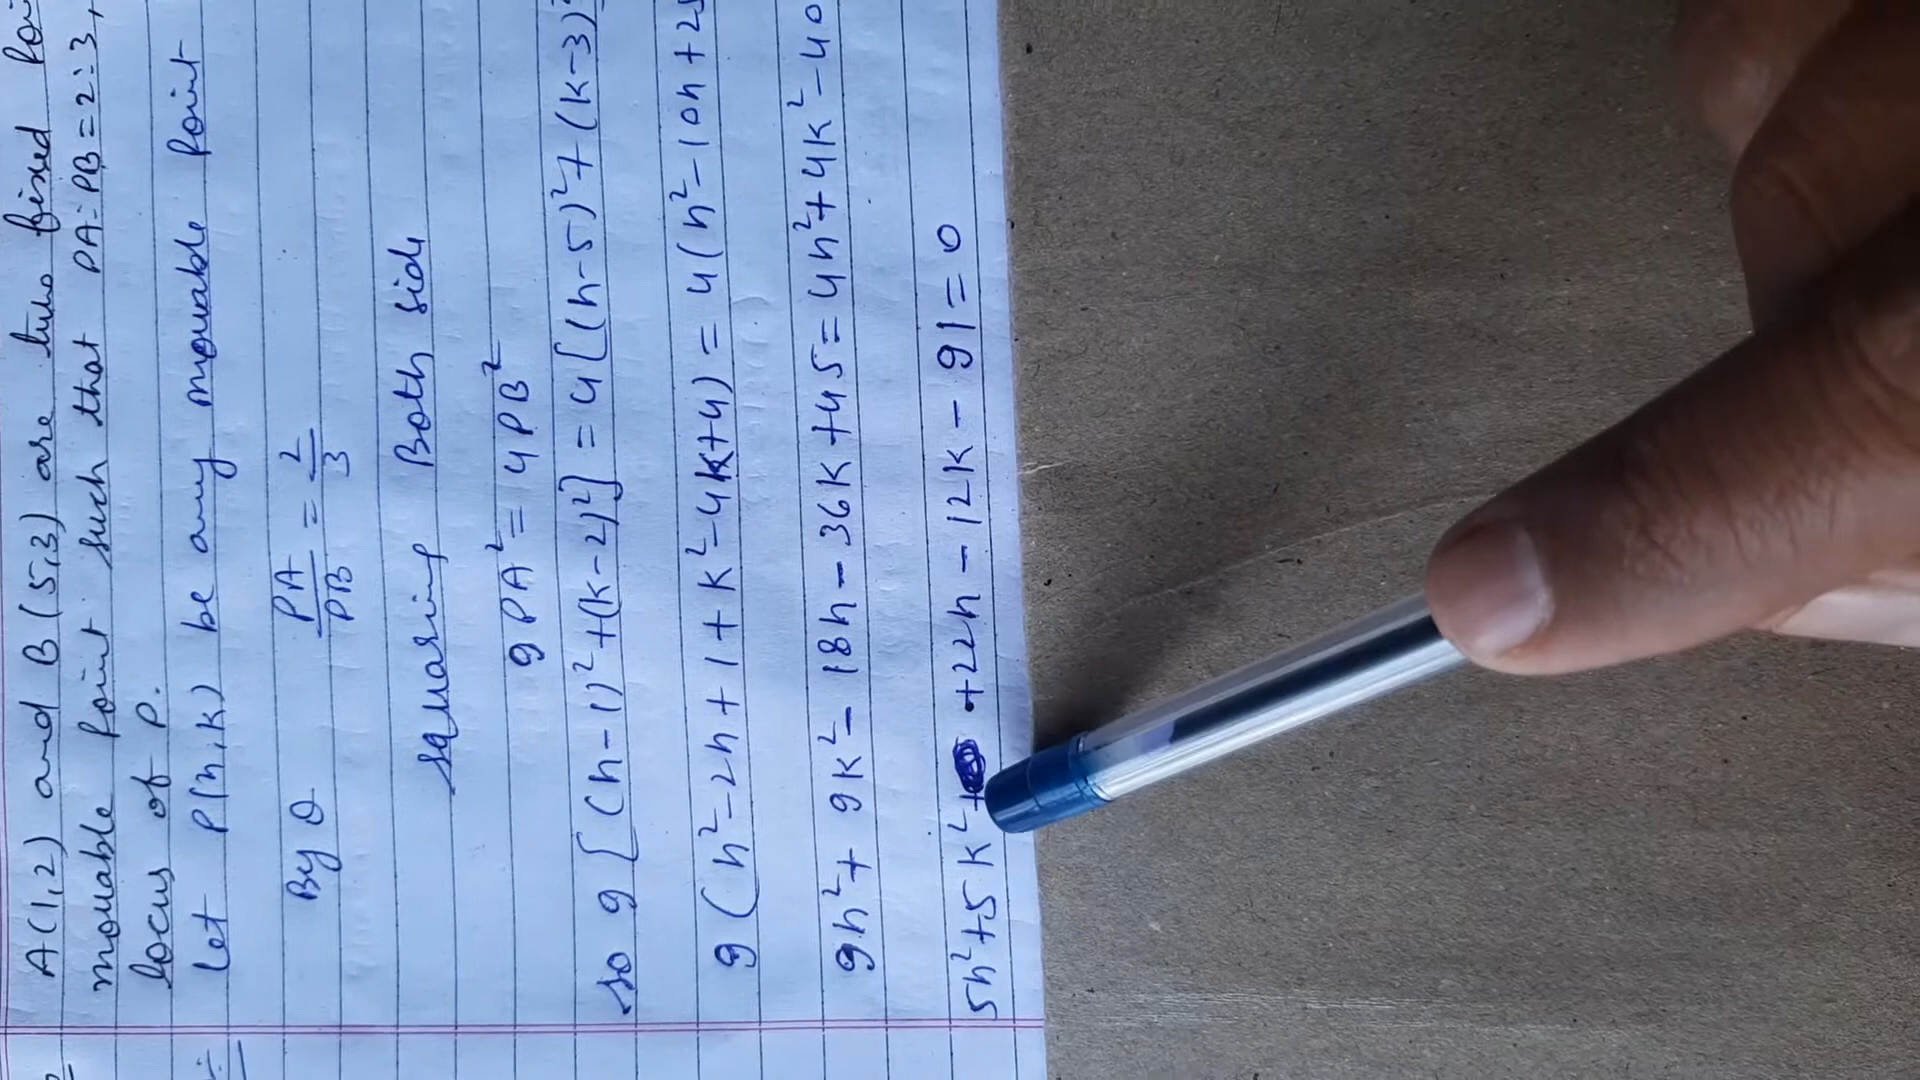 A(1,2) and B(5,3) are two fixed
movable point such that PA:PB=2:3,
locus of P.
Let P(h,k) be any movable point
By Q PA/PB = 2/3
squaring Both side
9PA² = 4PB²
so 9[(h-1)²+(k-2)²] = 4[(h-5)²+(k-3)²
9(h²-2h+1+k²-4k+4) = 4(h²-10h+25
9h²+9k²-18h-36k+45=4h²+4k²-40
5h²+5k² +22h-12k-91=0